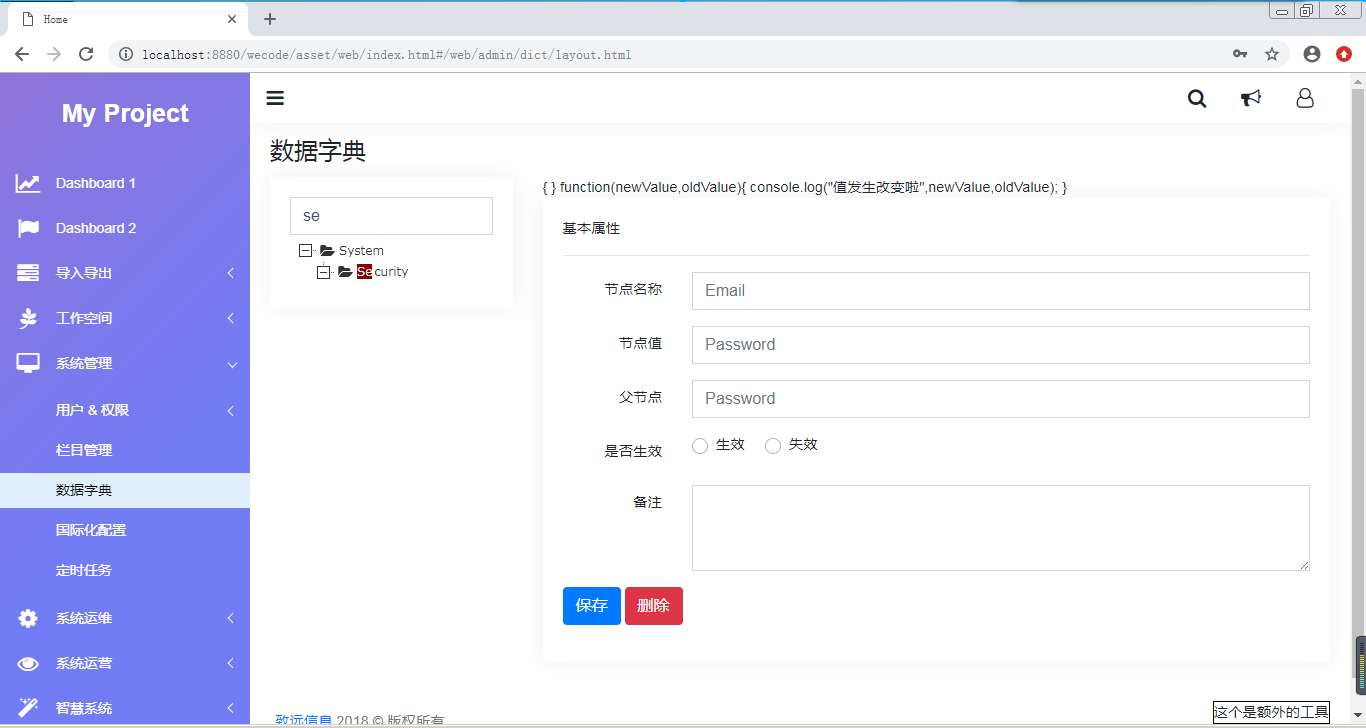 Home
localhost:8880/wecode/asset/web/index.html#/web/admin/dict/layout.html
My Project
Dashboard 1
Dashboard 2
导入导出
工作空间
系统管理
用户 & 权限
栏目管理
数据字典
国际化配置
定时任务
系统运维
系统运营
智慧系统
数据字典
se
System
Security
{ } function(newValue,oldValue){ console.log("值发生改变啦",newValue,oldValue); }
基本属性
节点名称 Email
节点值 Password
父节点 Password
是否生效 生效 失效
备注
保存 删除
致远信息 2018 © 版权所有
这个是额外的工具